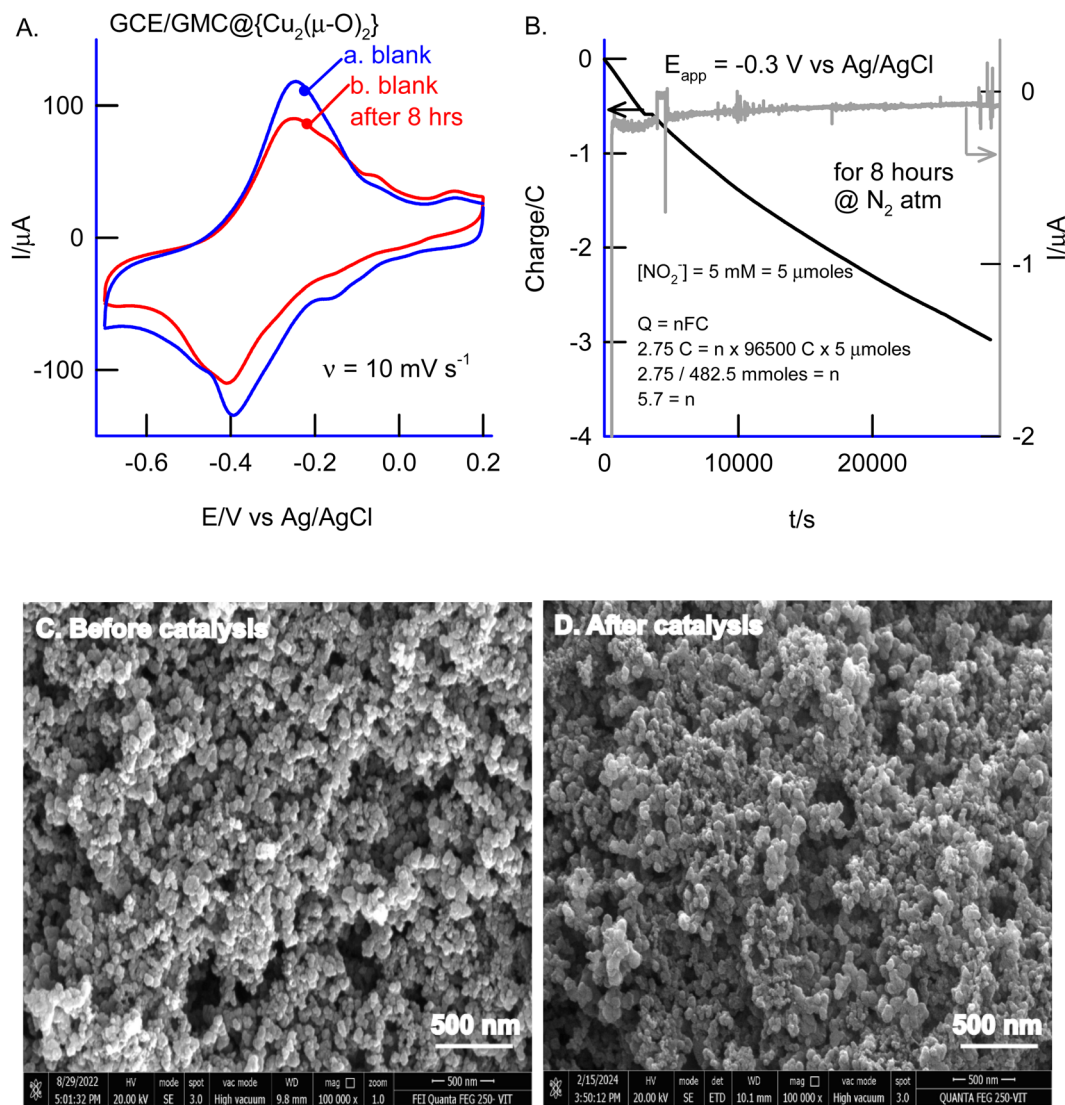 A.
GCE/GMC@{Cu₂(μ-O)₂}
a. blank
b. blank
after 8 hrs
100
0
-100
I/μA
ν = 10 mV s⁻¹
-0.6
-0.4
-0.2
0.0
0.2
E/V vs Ag/AgCl
B.
Eapp = -0.3 V vs Ag/AgCl
for 8 hours
@ N₂ atm
[NO₂⁻] = 5 mM = 5 μmoles
Q = nFC
2.75 C = n x 96500 C x 5 μmoles
2.75 / 482.5 mmoles = n
5.7 = n
0
-1
-2
-3
-4
Charge/C
0
-1
-2
I/μA
0
10000
20000
t/s
C. Before catalysis
500 nm
8/29/2022
5:01:32 PM
HV
20.00 kV
mode
SE
spot
3.0
vac mode
High vacuum
WD
9.8 mm
mag
100 000 x
zoom
1.0
500 nm
FEI Quanta FEG 250- VIT
D. After catalysis
500 nm
2/15/2024
3:50:12 PM
HV
20.00 kV
mode
SE
det
ETD
WD
10.1 mm
mag
100 000 x
vac mode
High vacuum
spot
3.0
500 nm
QUANTA FEG 250-VIT